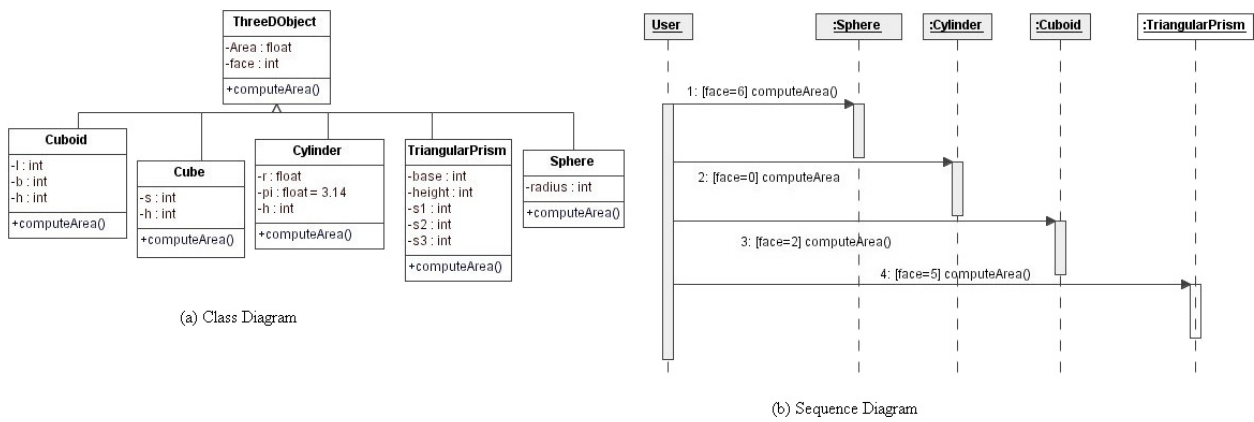 ThreeDObject
-Area : float
-face : int
+computeArea()
Cuboid
-l : int
-b : int
-h : int
+computeArea()
Cube
-s : int
-h : int
+computeArea()
Cylinder
-r : float
-pi : float = 3.14
-h : int
+computeArea()
TriangularPrism
-base : int
-height : int
-s1 : int
-s2 : int
-s3 : int
+computeArea()
Sphere
-radius : int
+computeArea()
(a) Class Diagram
User
:Sphere
:Cylinder
:Cuboid
:TriangularPrism
1: [face=6] computeArea()
2: [face=0] computeArea
3: [face=2] computeArea()
4: [face=5] computeArea()
(b) Sequence Diagram